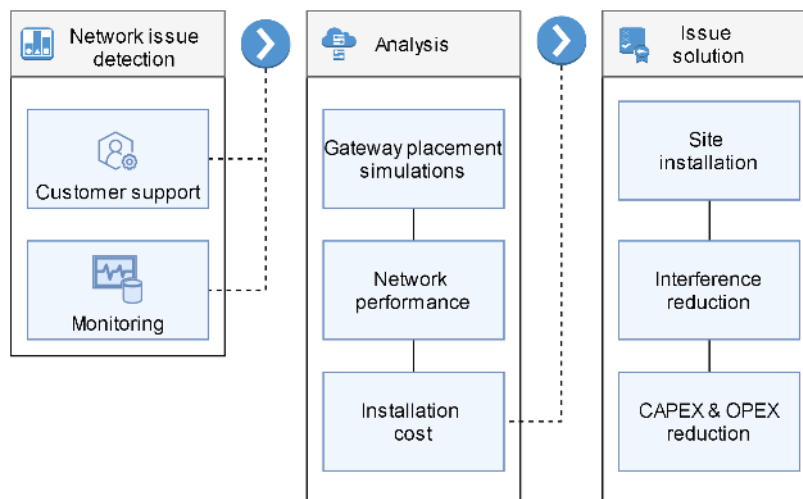 Network issue
detection
Customer support
Monitoring
Analysis
Gateway placement
simulations
Network
performance
Installation
cost
Issue
solution
Site
installation
Interference
reduction
CAPEX & OPEX
reduction